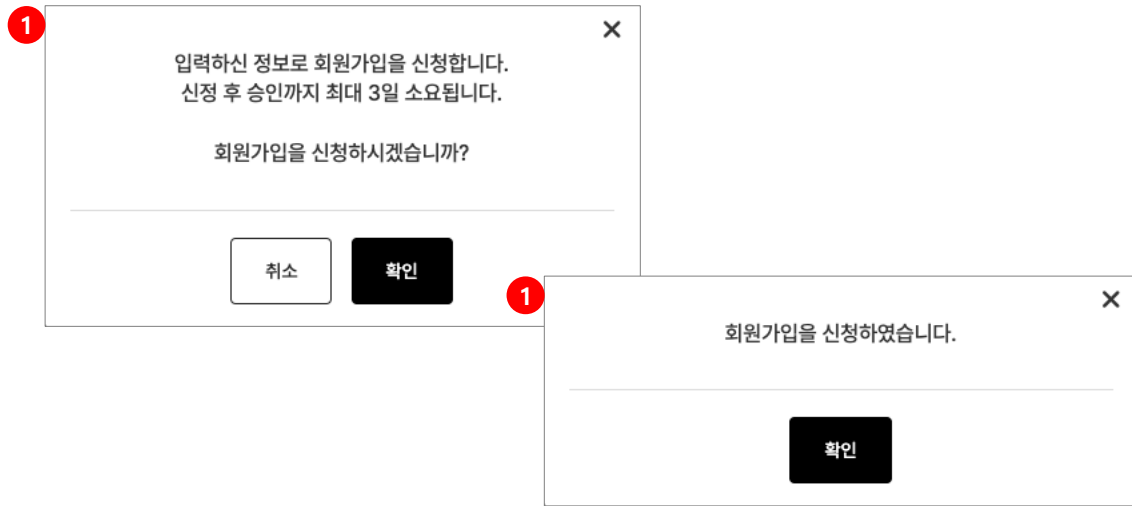 1
입력하신 정보로 회원가입을 신청합니다.
신정 후 승인까지 최대 3일 소요됩니다.
회원가입을 신청하시겠습니까?
취소
확인
1
회원가입을 신청하였습니다.
확인